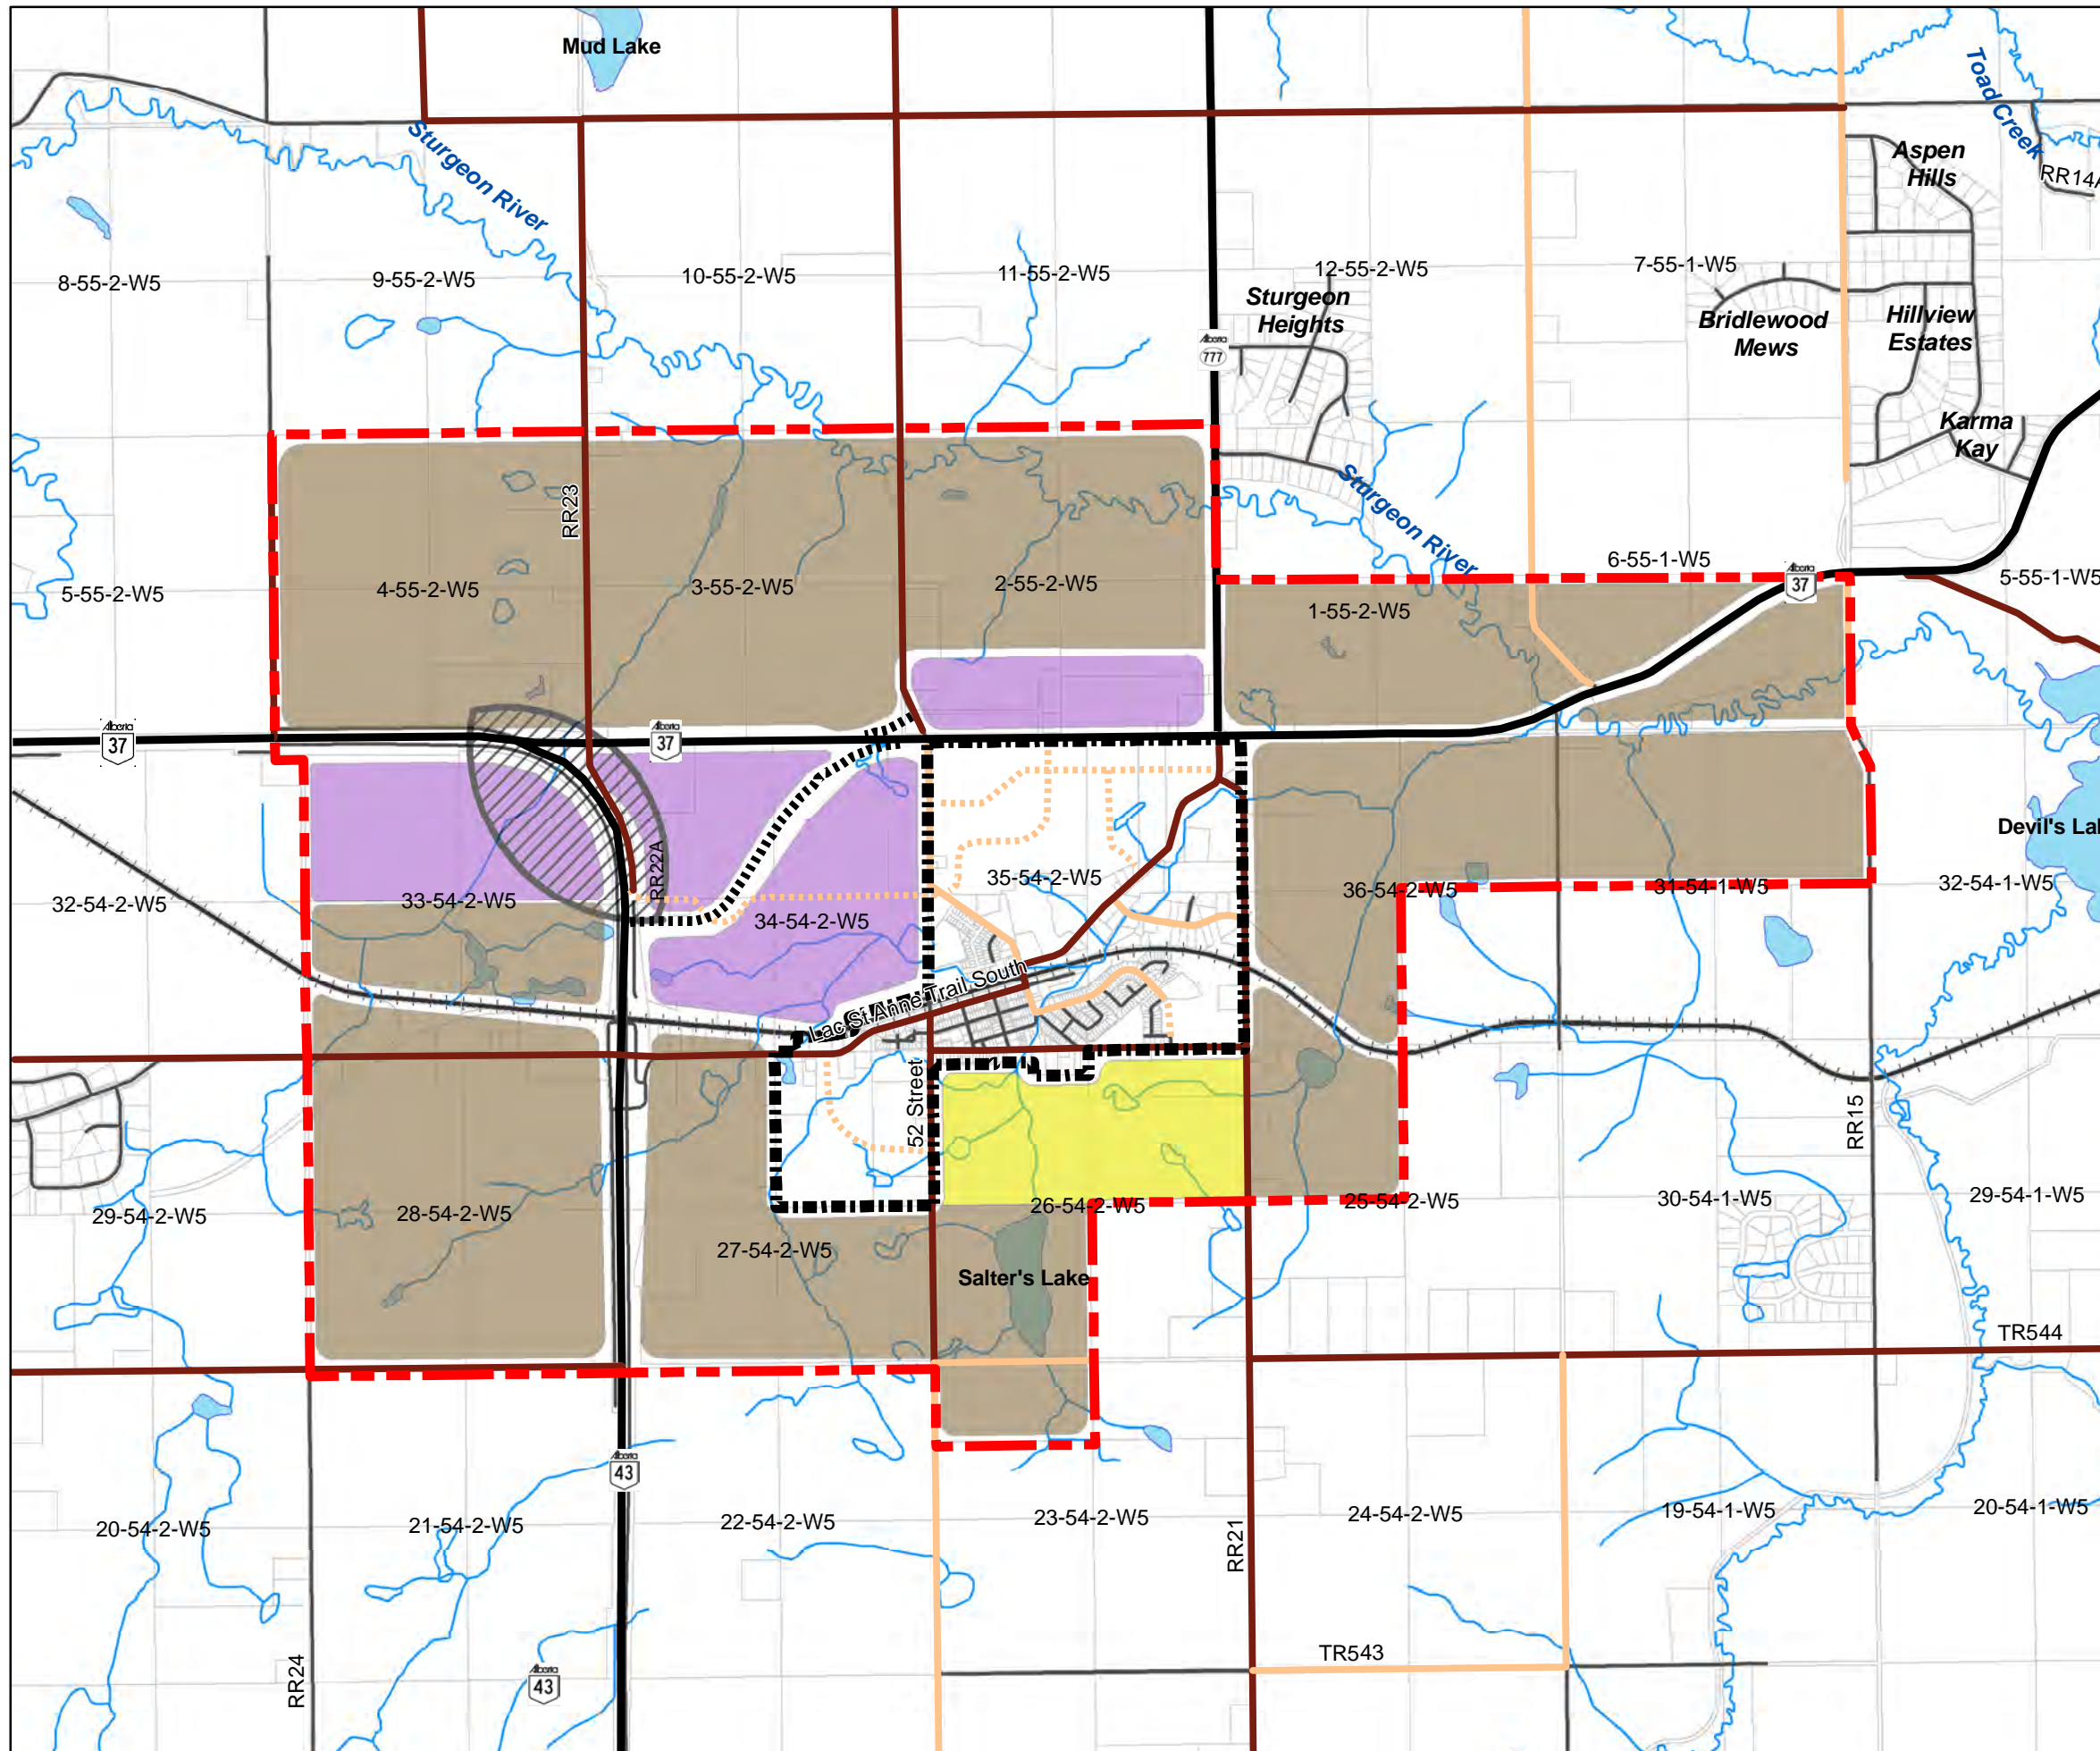 Mud Lake
Toad Creek
Aspen
Hills
RR14A
Sturgeon River
8-55-2-W5
9-55-2-W5
10-55-2-W5
11-55-2-W5
12-55-2-W5
7-55-1-W5
Sturgeon
Heights
Bridlewood
Mews
Hillview
Estates
Alberta
777
Karma
Kay
RR23
Sturgeon River
5-55-2-W5
4-55-2-W5
3-55-2-W5
2-55-2-W5
1-55-2-W5
6-55-1-W5
Alberta
37
5-55-1-W5
Alberta
37
Alberta
37
Devil's Lak
32-54-2-W5
33-54-2-W5
RR22A
34-54-2-W5
35-54-2-W5
36-54-2-W5
31-54-1-W5
32-54-1-W5
Lac St Anne Trail South
52 Street
RR15
29-54-2-W5
28-54-2-W5
27-54-2-W5
26-54-2-W5
25-54-2-W5
30-54-1-W5
29-54-1-W5
Salter's Lake
TR544
Alberta
43
20-54-2-W5
21-54-2-W5
22-54-2-W5
23-54-2-W5
24-54-2-W5
19-54-1-W5
20-54-1-W5
RR21
RR24
Alberta
43
TR543